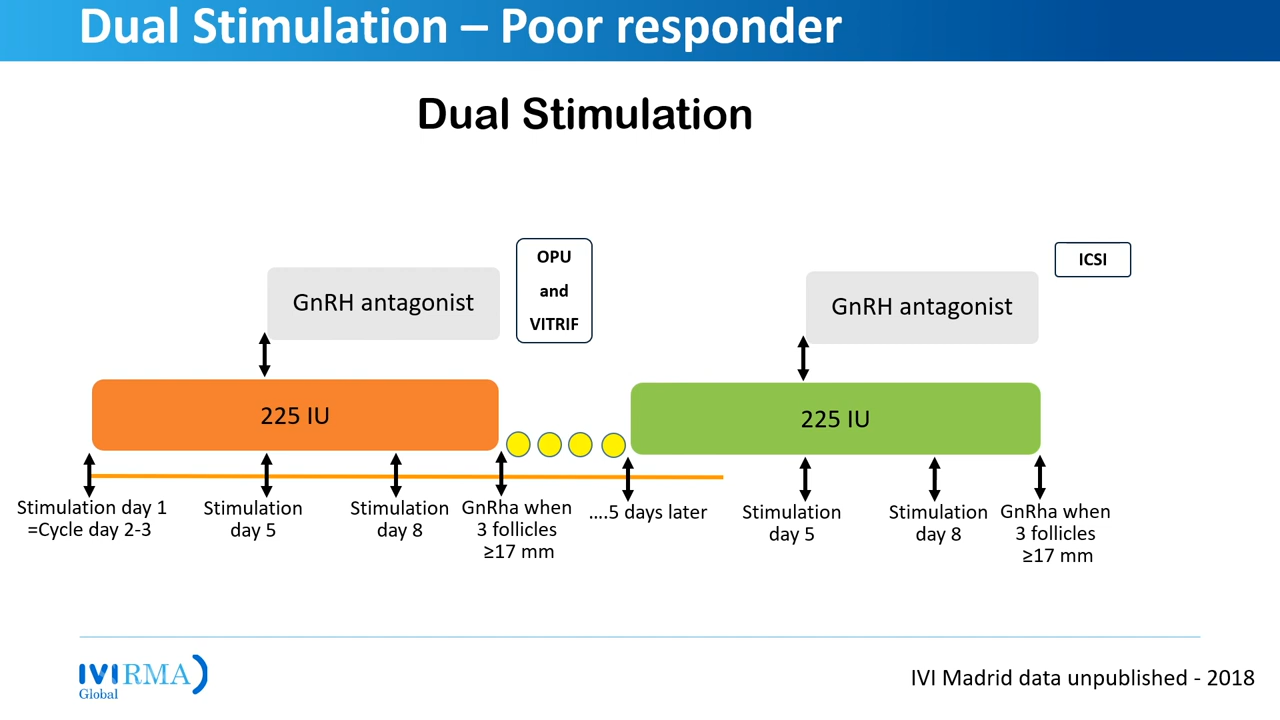 Dual Stimulation – Poor responder
Dual Stimulation
OPU
and
VITRIF
ICSI
GnRH antagonist
GnRH antagonist
225 IU
225 IU
Stimulation day 1
=Cycle day 2-3
Stimulation
day 5
Stimulation
day 8
GnRha when
3 follicles
≥17 mm
....5 days later
Stimulation
day 5
Stimulation
day 8
GnRha when
3 follicles
≥17 mm
IVIRMA
Global
IVI Madrid data unpublished - 2018